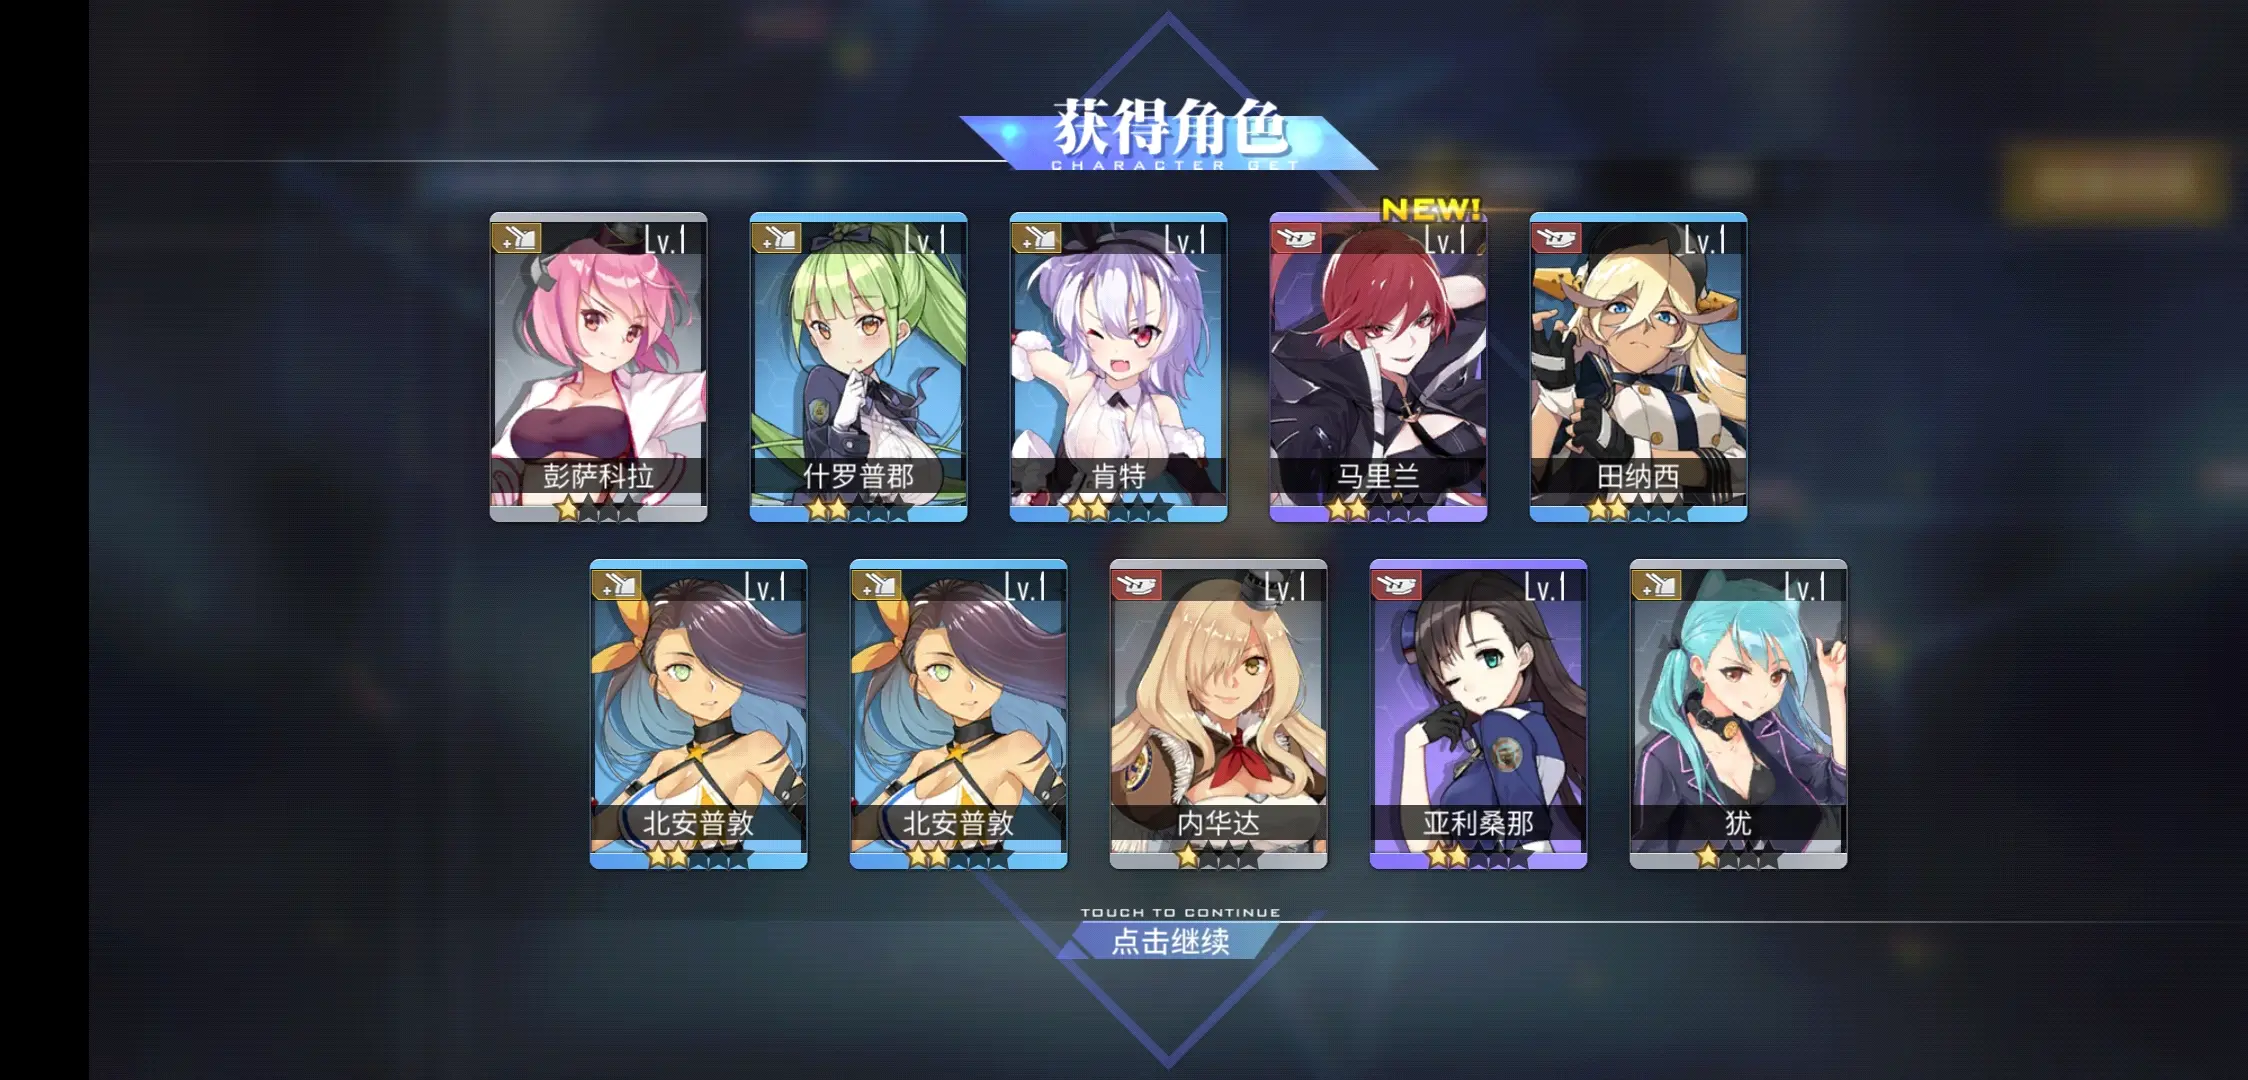 获得角色
CHARACTER GET
NEW!
Lv.1
Lv.1
Lv.1
Lv.1
Lv.1
彭萨科拉
什罗普郡
肯特
马里兰
田纳西
Lv.1
Lv.1
Lv.1
Lv.1
Lv.1
北安普敦
北安普敦
内华达
亚利桑那
犹
TOUCH TO CONTINUE
点击继续